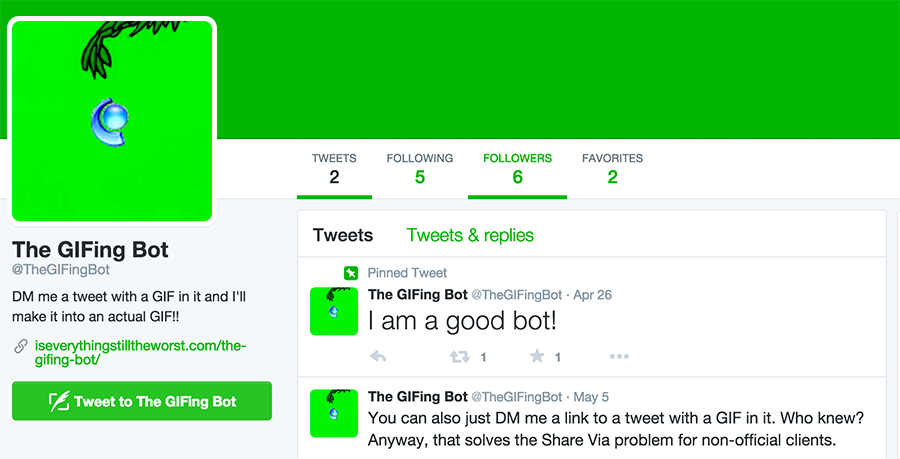 TWEETS FOLLOWING FOLLOWERS FAVORITES
2 5 6 2
The GIFing Bot
@TheGIFingBot
DM me a tweet with a GIF in it and I'll
make it into an actual GIF!!
iseverythingstilltheworst.com/the-
gifing-bot/
Tweet to The GIFing Bot
Tweets Tweets & replies
Pinned Tweet
The GIFing Bot @TheGIFingBot · Apr 26
I am a good bot!
1 1
The GIFing Bot @TheGIFingBot · May 5
You can also just DM me a link to a tweet with a GIF in it. Who knew?
Anyway, that solves the Share Via problem for non-official clients.